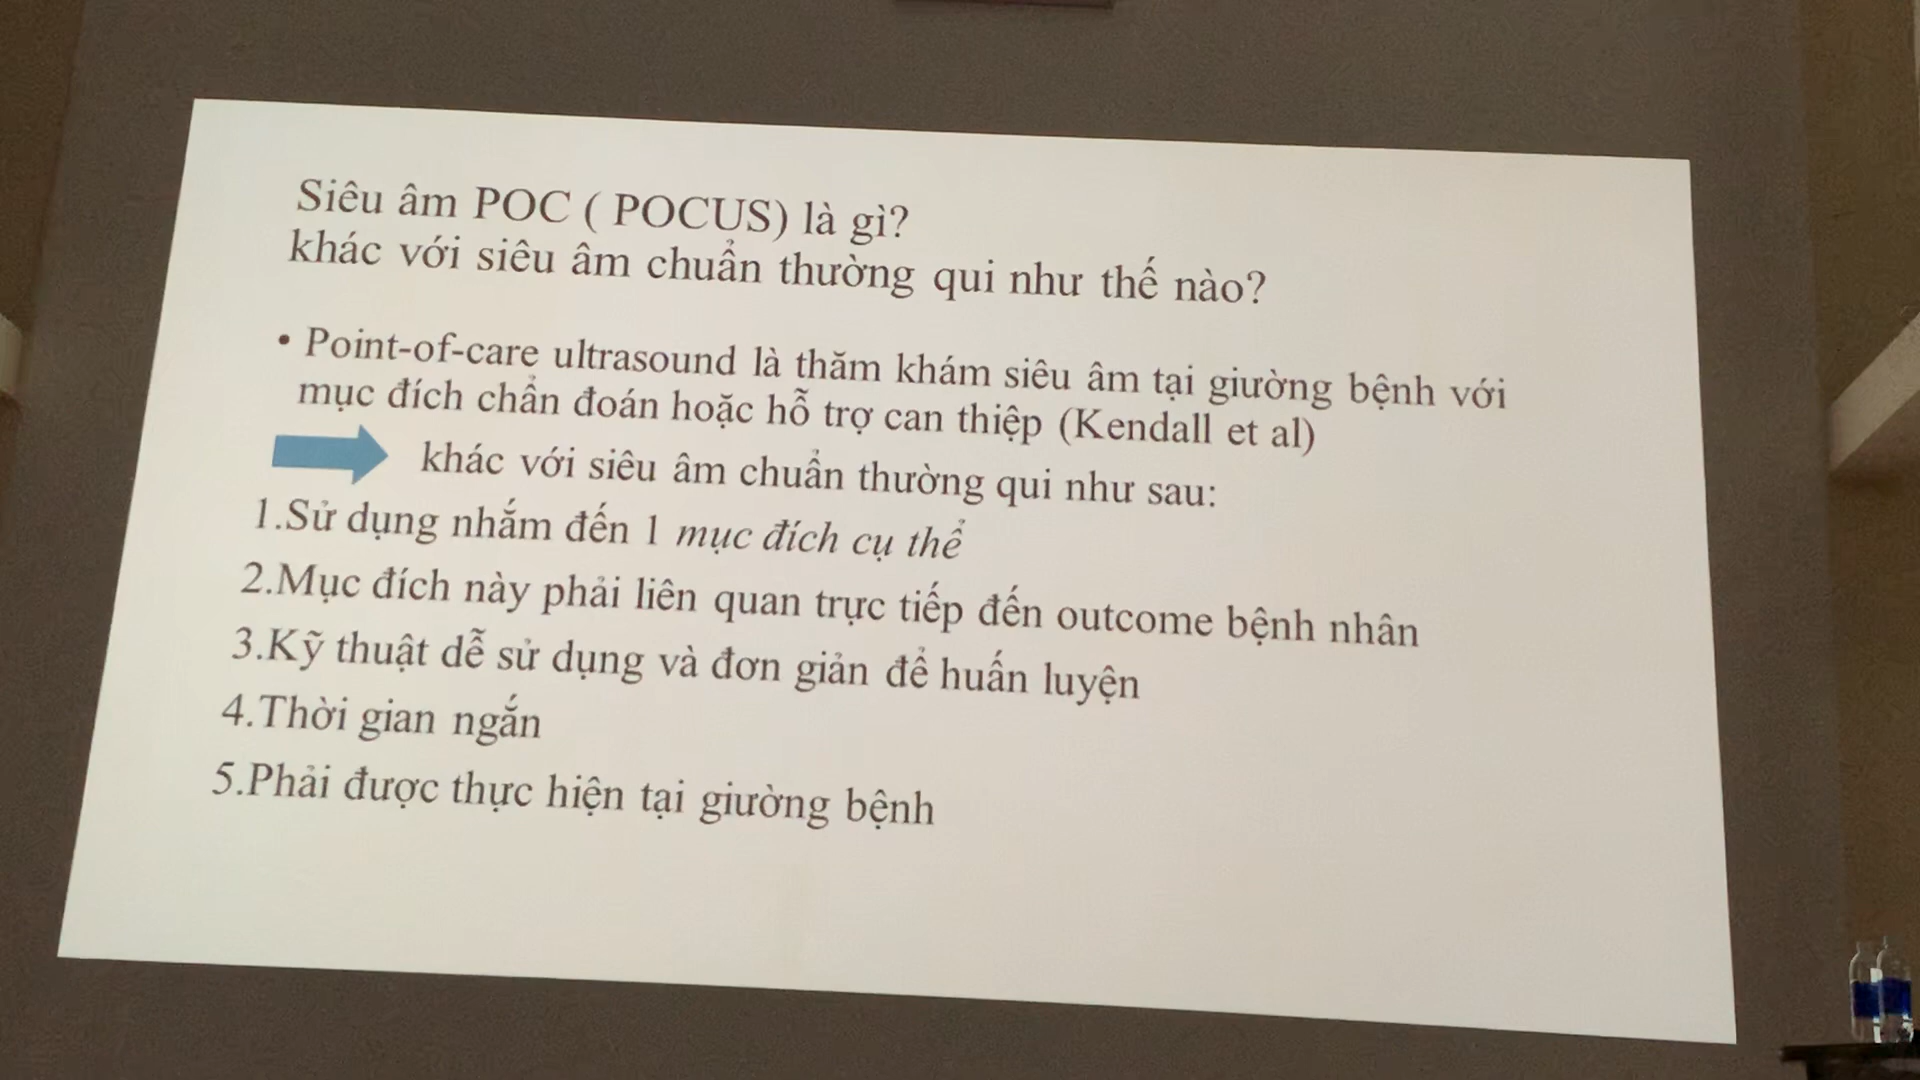 Siêu âm POC ( POCUS) là gì?
khác với siêu âm chuẩn thường qui như thế nào?
• Point-of-care ultrasound là thăm khám siêu âm tại giường bệnh với
mục đích chẩn đoán hoặc hỗ trợ can thiệp (Kendall et al)
khác với siêu âm chuẩn thường qui như sau:
1.Sử dụng nhắm đến 1 mục đích cụ thể
2.Mục đích này phải liên quan trực tiếp đến outcome bệnh nhân
3.Kỹ thuật dễ sử dụng và đơn giản để huấn luyện
4.Thời gian ngắn
5.Phải được thực hiện tại giường bệnh